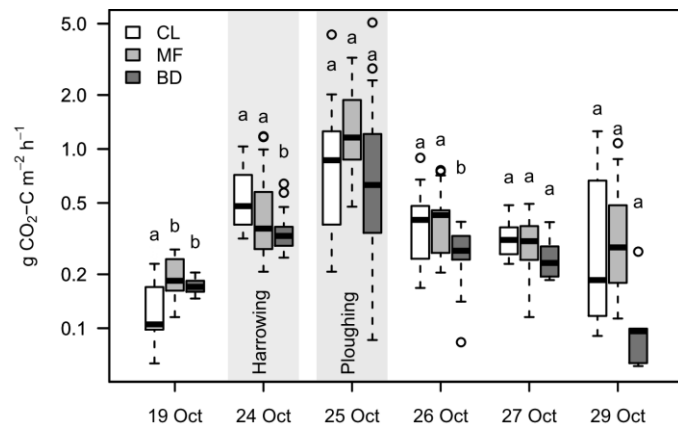 5.0
2.0
1.0
0.5
0.2
0.1
g CO₂–C m⁻² h⁻¹
CL
MF
BD
a b b
a a b
a a a
a a b
a a a
a a a
Harrowing
Ploughing
19 Oct 24 Oct 25 Oct 26 Oct 27 Oct 29 Oct